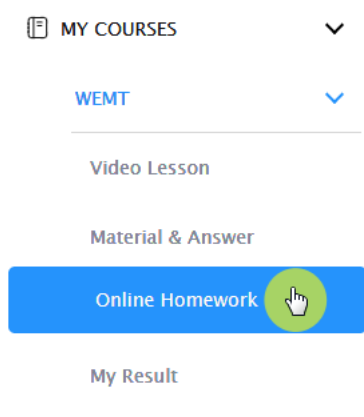 MY COURSES
WEMT
Video Lesson
Material & Answer
Online Homework
My Result